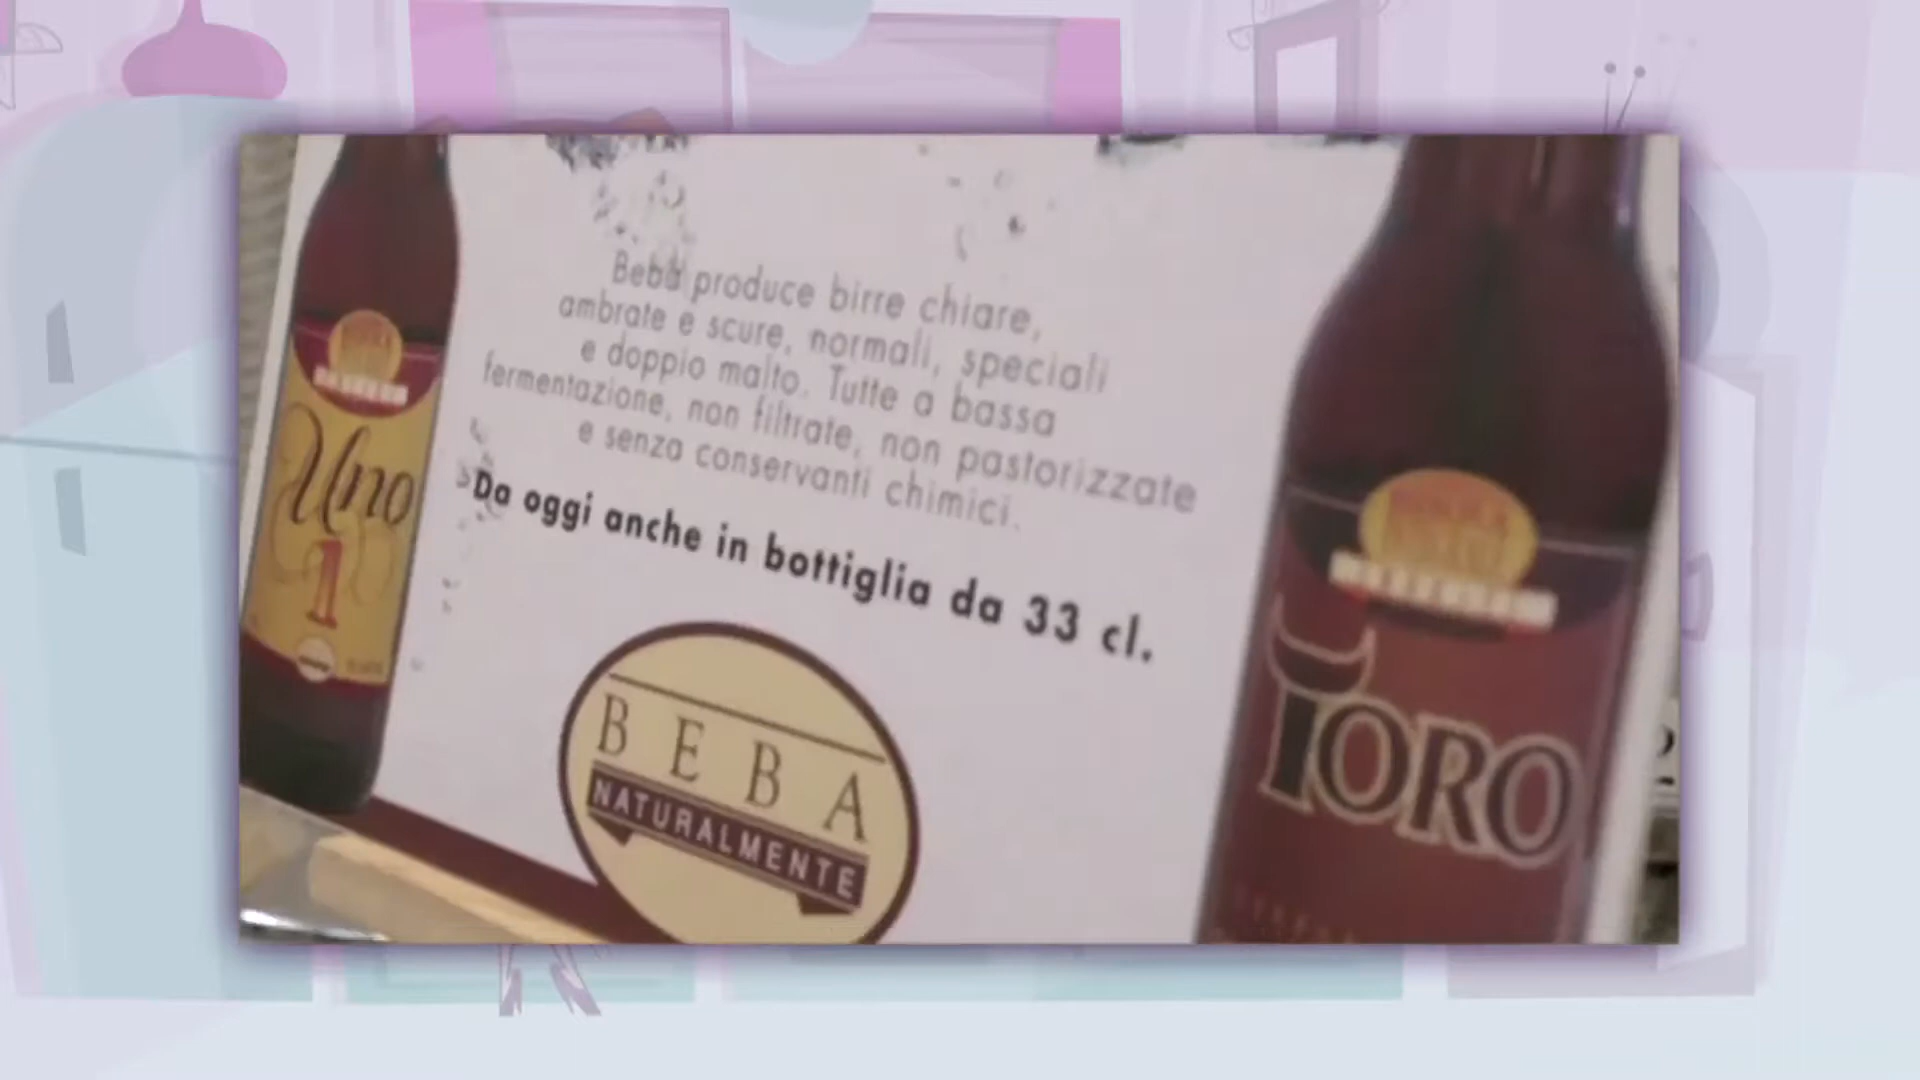 Beba produce birre chiare,
ambrate e scure, normali, speciali
e doppio malto. Tutte a bassa
fermentazione, non filtrate, non pastorizzate
e senza conservanti chimici.
Da oggi anche in bottiglia da 33 cl.
Uno
1
BEBA
NATURALMENTE
TORO